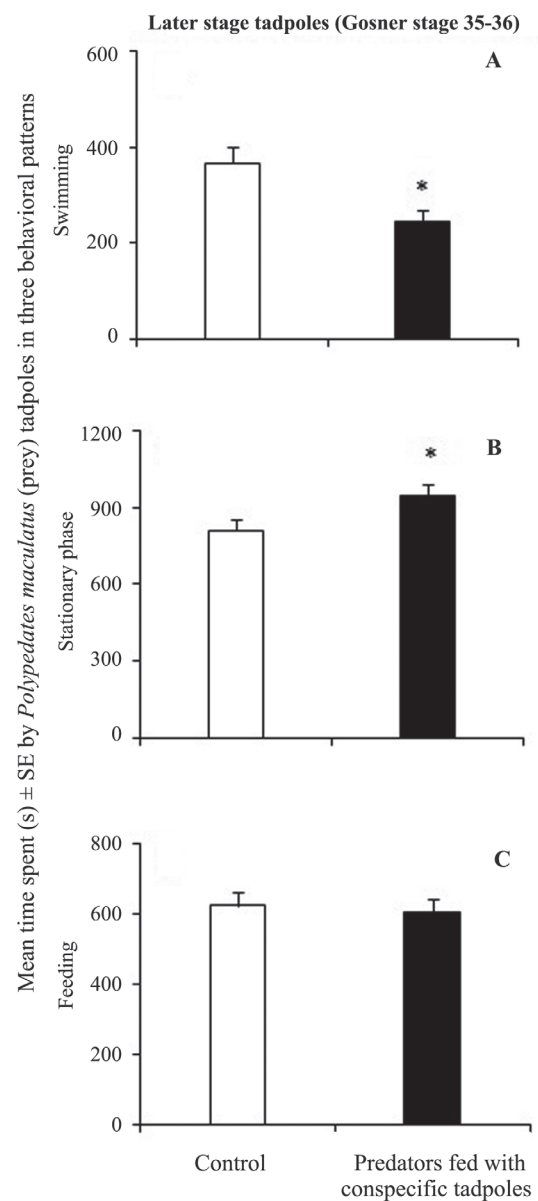 Later stage tadpoles (Gosner stage 35-36)
Mean time spent (s) ± SE by Polypedates maculatus (prey) tadpoles in three behavioral patterns
Swimming
600
400
200
0
A
*
Stationary phase
1200
900
600
300
0
B
*
Feeding
800
600
400
200
0
C
Control
Predators fed with
conspecific tadpoles